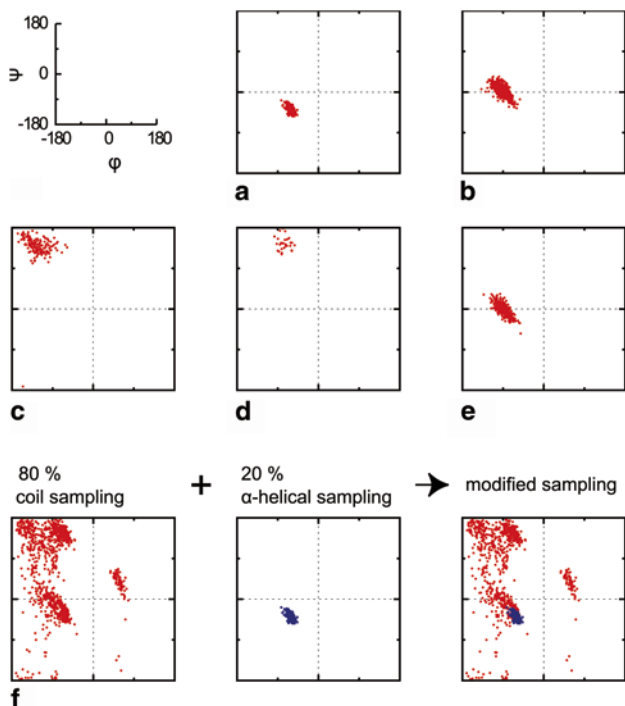 180
ψ 0
-180
-180 0 180
φ
a
b
c
d
e
80 %
coil sampling
+
20 %
α-helical sampling
→
modified sampling
f